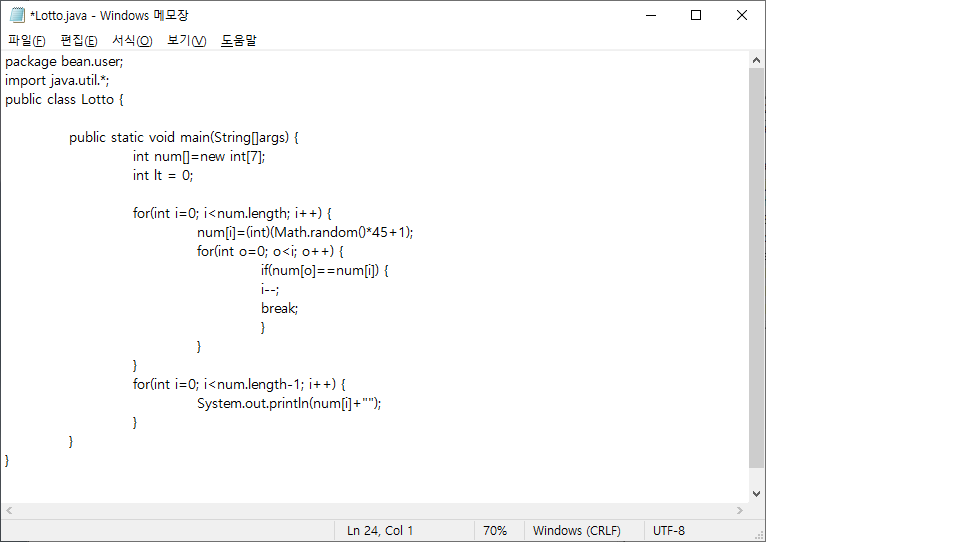 *Lotto.java - Windows 메모장
파일(F) 편집(E) 서식(O) 보기(V) 도움말
package bean.user;
import java.util.*;
public class Lotto {
public static void main(String[]args) {
int num[]=new int[7];
int lt = 0;
for(int i=0; i<num.length; i++) {
num[i]=(int)(Math.random()*45+1);
for(int o=0; o<i; o++) {
if(num[o]==num[i]) {
i--;
break;
}
}
}
for(int i=0; i<num.length-1; i++) {
System.out.println(num[i]+"");
}
}
}
Ln 24, Col 1 70% Windows (CRLF) UTF-8